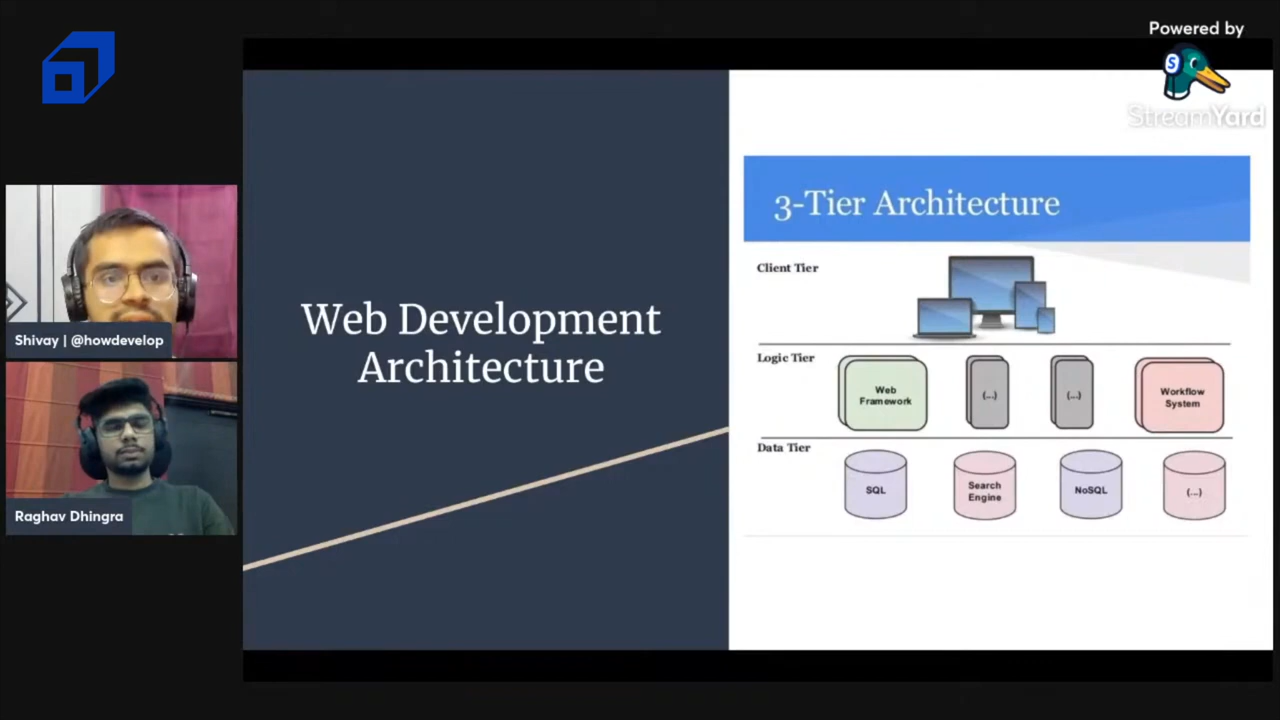 Powered by
S
StreamYard
Shivay | @howdevelop
Raghav Dhingra
Web Development
Architecture
3-Tier Architecture
Client Tier
Logic Tier
Web
Framework
(...)
(...)
Workflow
System
Data Tier
SQL
Search
Engine
NoSQL
(...)